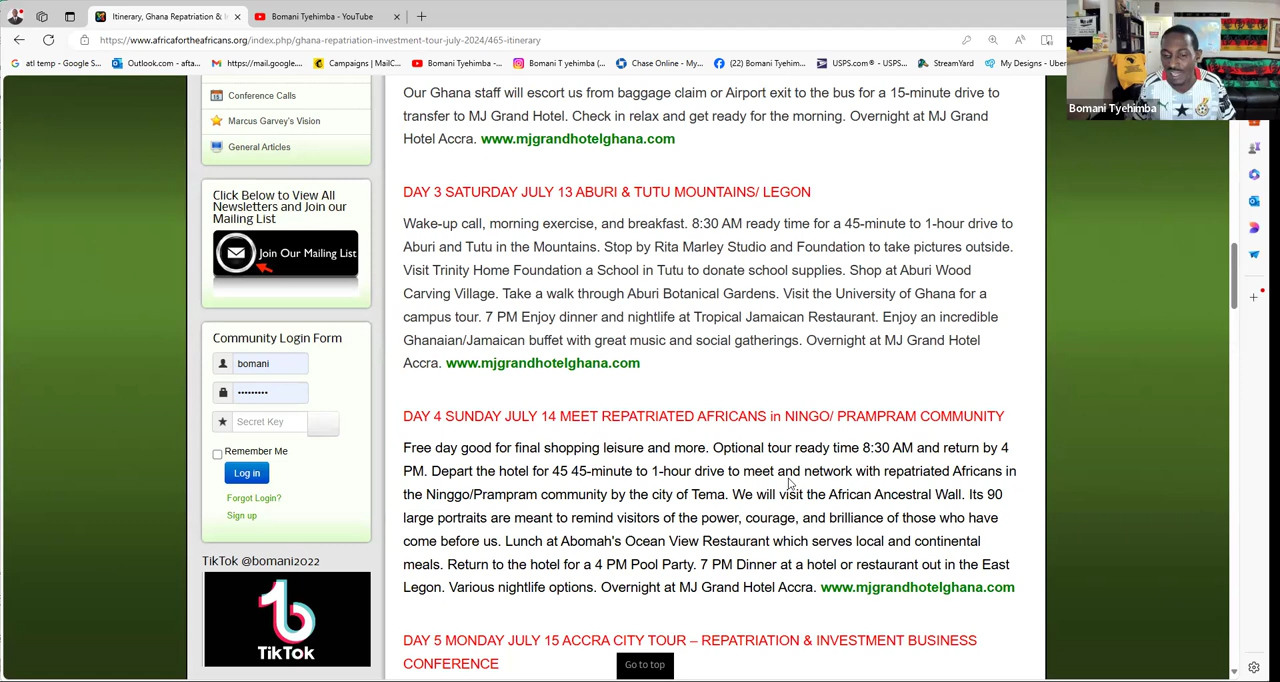 Itinerary, Ghana Repatriation & I
Bomani Tyehimba - YouTube
https://www.africafortheafricans.org/index.php/ghana-repatriation-investment-tour-july-2024/465-itinerary
atl temp - Google S...
Outlook.com - afta...
https://mail.google...
Campaigns | MailC...
Bomani Tyehimba -...
Bomani T yehimba (...
Chase Online - My...
(22) Bomani Tyehim...
USPS.com® - USPS...
StreamYard
My Designs - Uber
Bomani Tyehimba
Conference Calls
Marcus Garvey's Vision
General Articles
Click Below to View All
Newsletters and Join our
Mailing List
Join Our Mailing List
Community Login Form
bomani
•••••••••
Secret Key
Remember Me
Log in
Forgot Login?
Sign up
TikTok @bomani2022
TikTok
Our Ghana staff will escort us from baggage claim or Airport exit to the bus for a 15-minute drive to
transfer to MJ Grand Hotel. Check in relax and get ready for the morning. Overnight at MJ Grand
Hotel Accra. www.mjgrandhotelghana.com
DAY 3 SATURDAY JULY 13 ABURI & TUTU MOUNTAINS/ LEGON
Wake-up call, morning exercise, and breakfast. 8:30 AM ready time for a 45-minute to 1-hour drive to
Aburi and Tutu in the Mountains. Stop by Rita Marley Studio and Foundation to take pictures outside.
Visit Trinity Home Foundation a School in Tutu to donate school supplies. Shop at Aburi Wood
Carving Village. Take a walk through Aburi Botanical Gardens. Visit the University of Ghana for a
campus tour. 7 PM Enjoy dinner and nightlife at Tropical Jamaican Restaurant. Enjoy an incredible
Ghanaian/Jamaican buffet with great music and social gatherings. Overnight at MJ Grand Hotel
Accra. www.mjgrandhotelghana.com
DAY 4 SUNDAY JULY 14 MEET REPATRIATED AFRICANS in NINGO/ PRAMPRAM COMMUNITY
Free day good for final shopping leisure and more. Optional tour ready time 8:30 AM and return by 4
PM. Depart the hotel for 45 45-minute to 1-hour drive to meet and network with repatriated Africans in
the Ninggo/Prampram community by the city of Tema. We will visit the African Ancestral Wall. Its 90
large portraits are meant to remind visitors of the power, courage, and brilliance of those who have
come before us. Lunch at Abomah's Ocean View Restaurant which serves local and continental
meals. Return to the hotel for a 4 PM Pool Party. 7 PM Dinner at a hotel or restaurant out in the East
Legon. Various nightlife options. Overnight at MJ Grand Hotel Accra. www.mjgrandhotelghana.com
DAY 5 MONDAY JULY 15 ACCRA CITY TOUR – REPATRIATION & INVESTMENT BUSINESS
CONFERENCE
Go to top